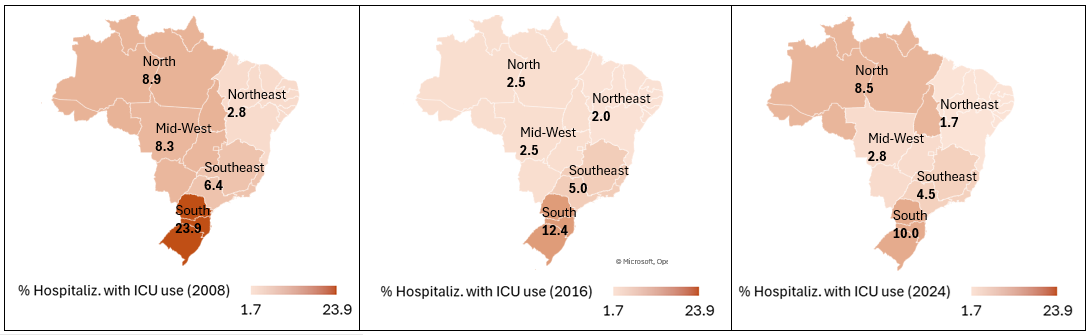 North
8.9
Northeast
2.8
Mid-West
8.3
Southeast
6.4
South
23.9
% Hospitaliz. with ICU use (2008)
1.7
23.9
North
2.5
Northeast
2.0
Mid-West
2.5
Southeast
5.0
South
12.4
© Microsoft, Ope
% Hospitaliz. with ICU use (2016)
1.7
23.9
North
8.5
Northeast
1.7
Mid-West
2.8
Southeast
4.5
South
10.0
% Hospitaliz. with ICU use (2024)
1.7
23.9